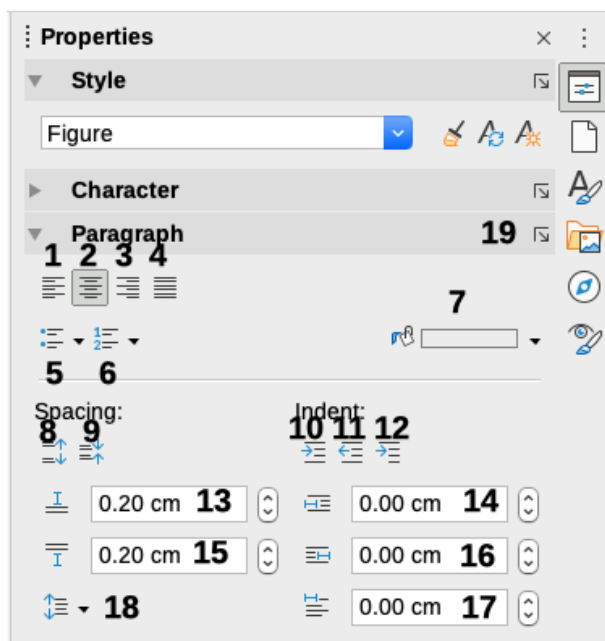 Properties
Style
Figure
Character
Paragraph 19
1 2 3 4
7
5 6
Spacing: Indent:
8 9 10 11 12
0.20 cm 13 0.00 cm 14
0.20 cm 15 0.00 cm 16
18 0.00 cm 17